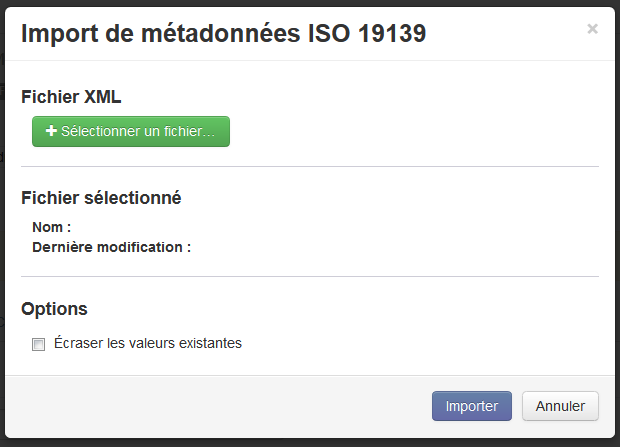 Import de métadonnées ISO 19139
×
Fichier XML
+ Sélectionner un fichier...
Fichier sélectionné
Nom :
Dernière modification :
Options
Écraser les valeurs existantes
Importer
Annuler